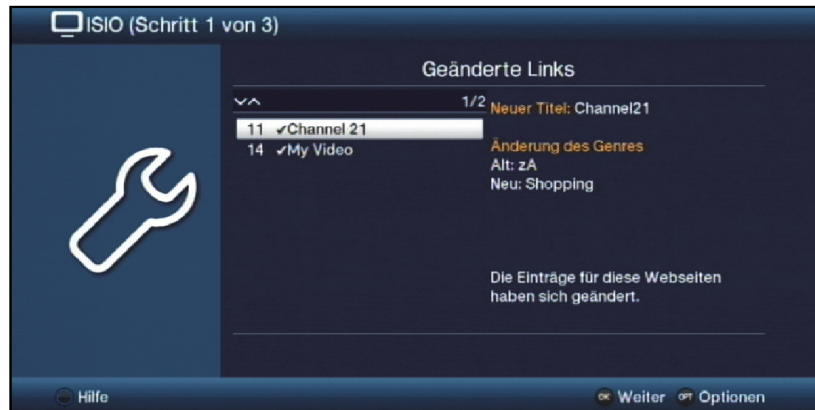 ISIO (Schritt 1 von 3)
Geänderte Links
1/2
11 ✔Channel 21
14 ✔My Video
Neuer Titel: Channel21
Änderung des Genres
Alt: zA
Neu: Shopping
Die Einträge für diese Webseiten
haben sich geändert.
Hilfe
OK Weiter OPT Optionen